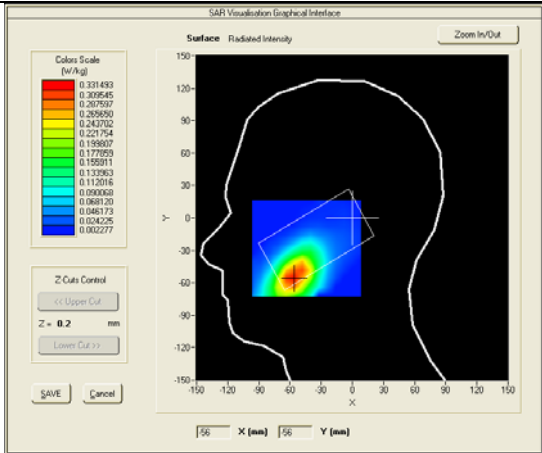 SAR Visualisation Graphical Interface
Surface Radiated Intensity
Zoom In/Out
Colors Scale
(W/kg)
0.331493
0.309545
0.287597
0.265650
0.243702
0.221754
0.199807
0.177859
0.155911
0.133963
0.112016
0.090068
0.068120
0.046173
0.024225
0.002277
Z-Cuts Control
<< Upper Cut
Z = 0.2 mm
Lower Cut >>
SAVE Cancel
150
120
90
60
30
0
-30
-60
-90
-120
-150
Y
-150 -120 -90 -60 -30 0 30 60 90 120 150
X
-56 X (mm) -56 Y (mm)